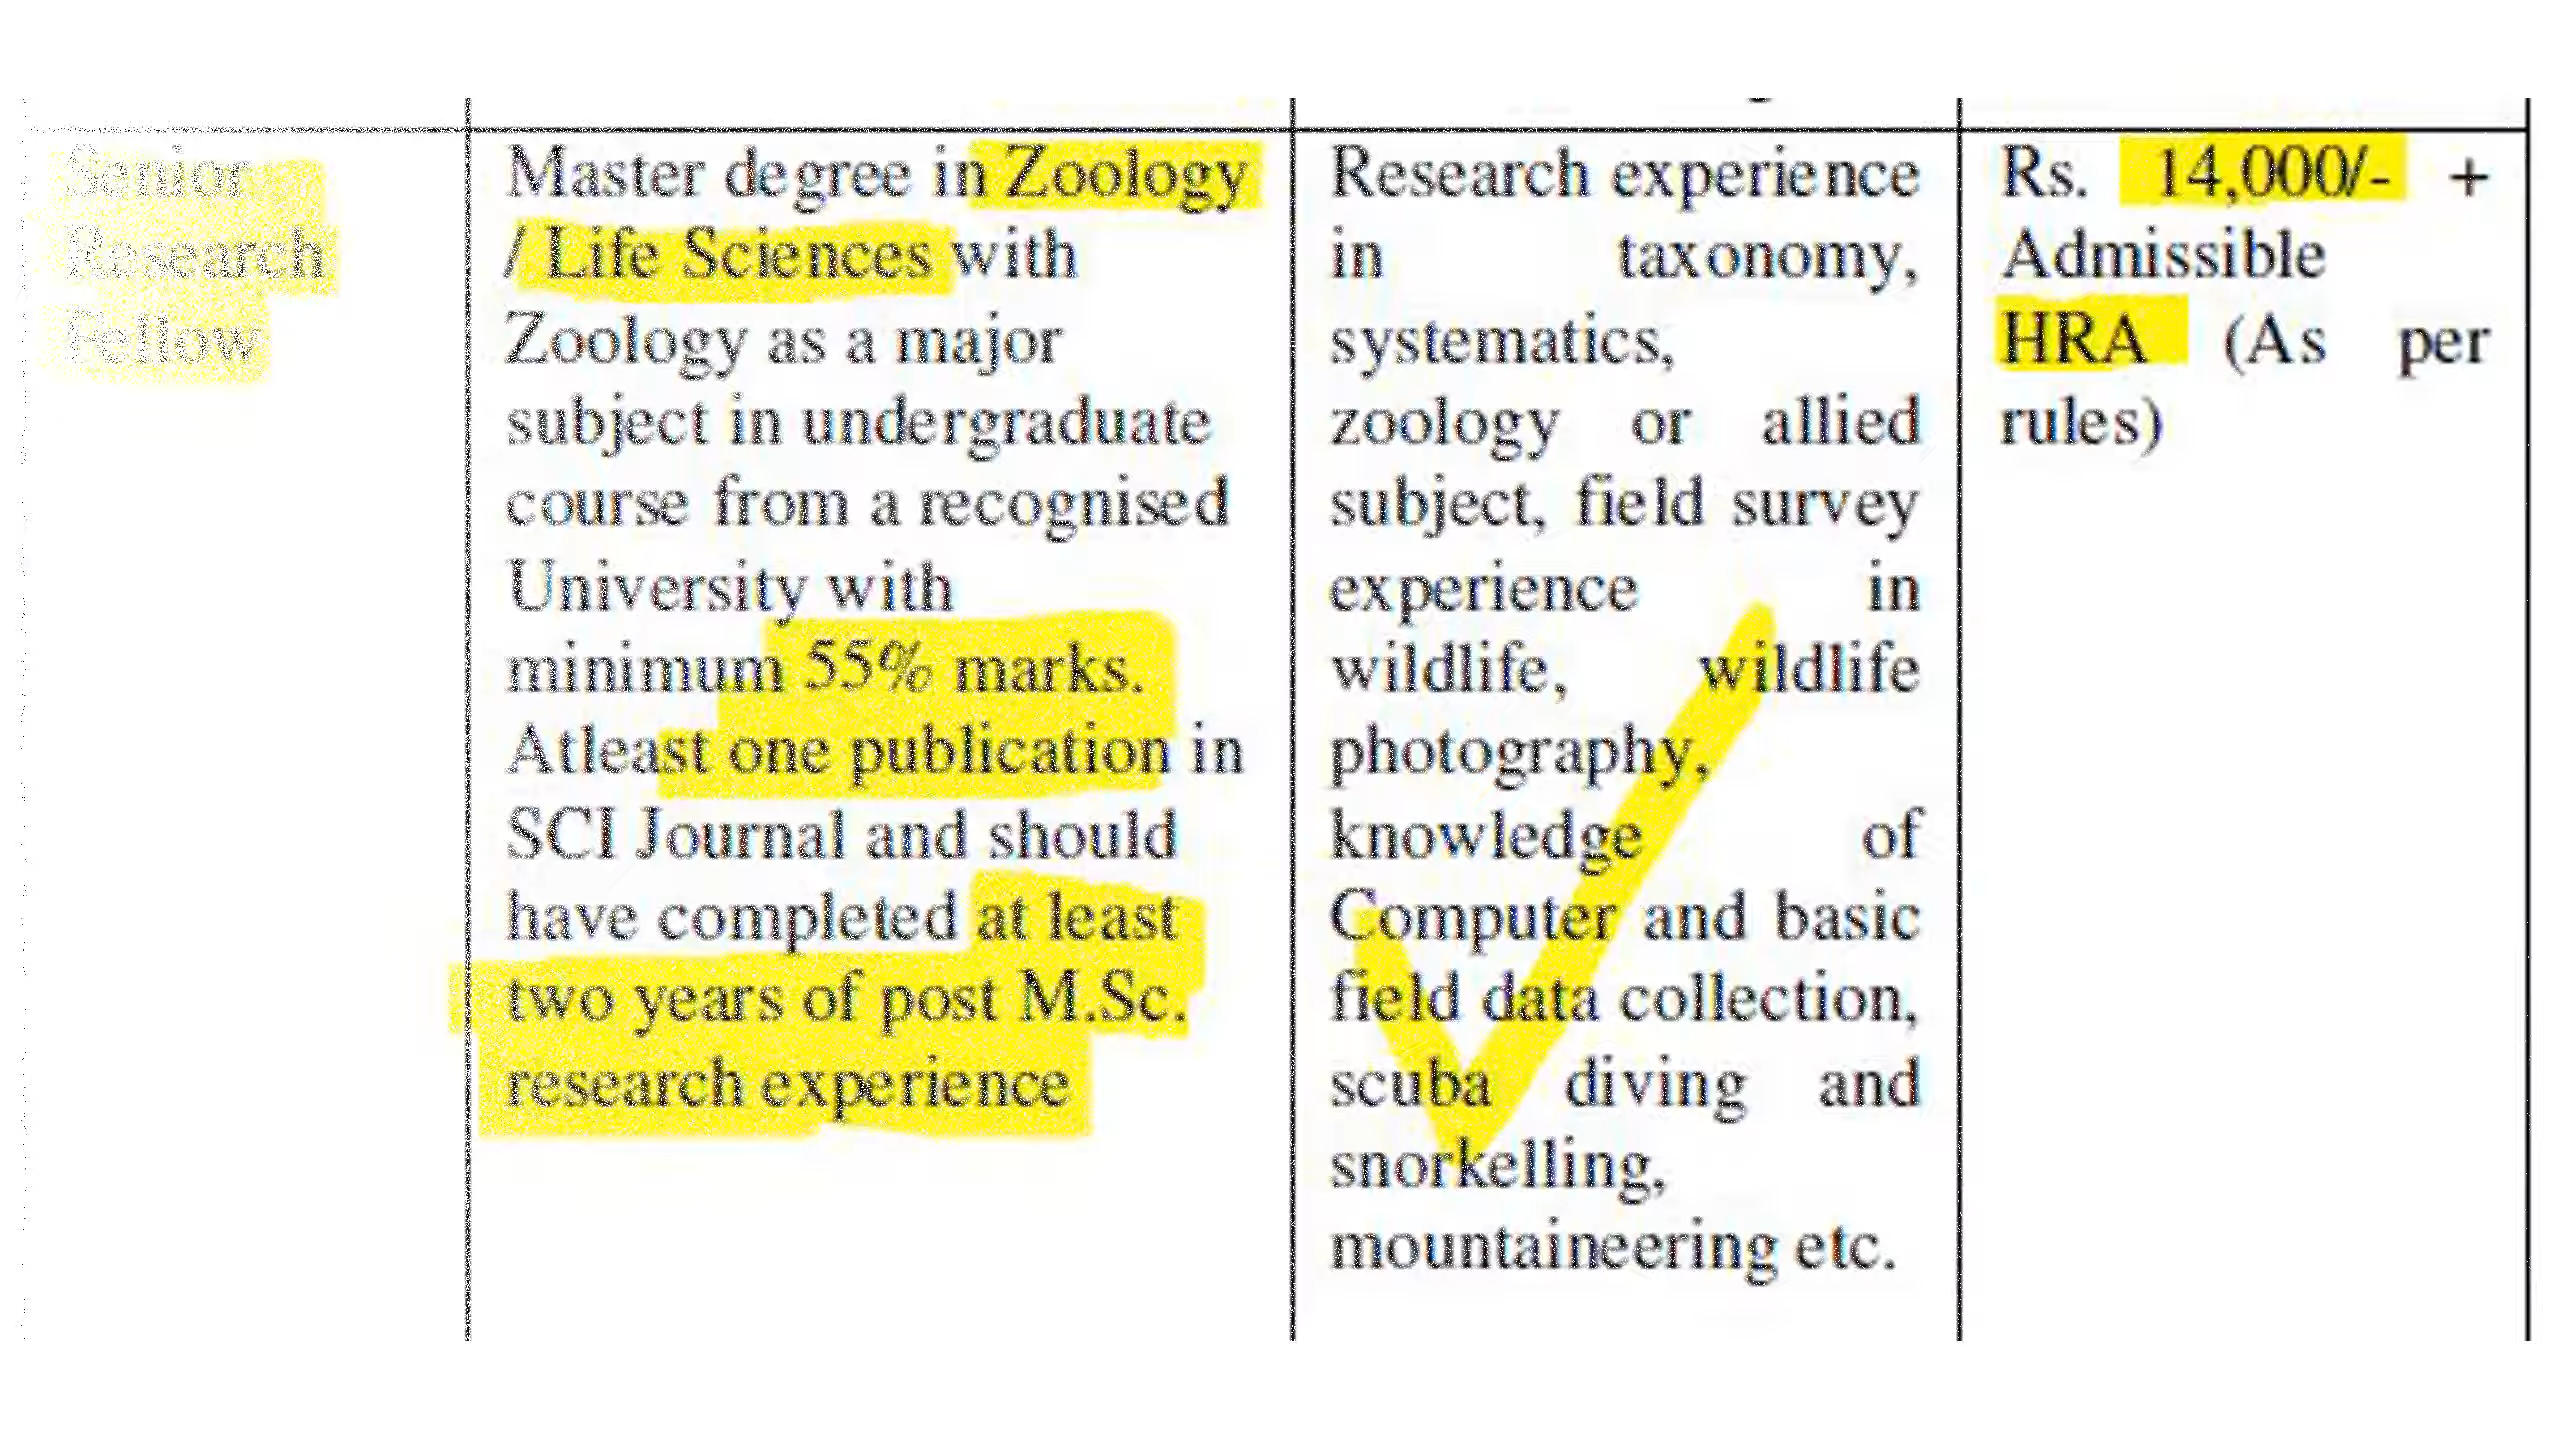 Senior
Research
Fellow
Master degree in Zoology
/ Life Sciences with
Zoology as a major
subject in undergraduate
course from a recognised
University with
minimum 55% marks.
Atleast one publication in
SCI Journal and should
have completed at least
two years of post M.Sc.
research experience
Research experience
in taxonomy,
systematics,
zoology or allied
subject, field survey
experience in
wildlife, wildlife
photography,
knowledge of
Computer and basic
field data collection,
scuba diving and
snorkelling,
mountaineering etc.
Rs. 14,000/- +
Admissible
HRA (As per
rules)